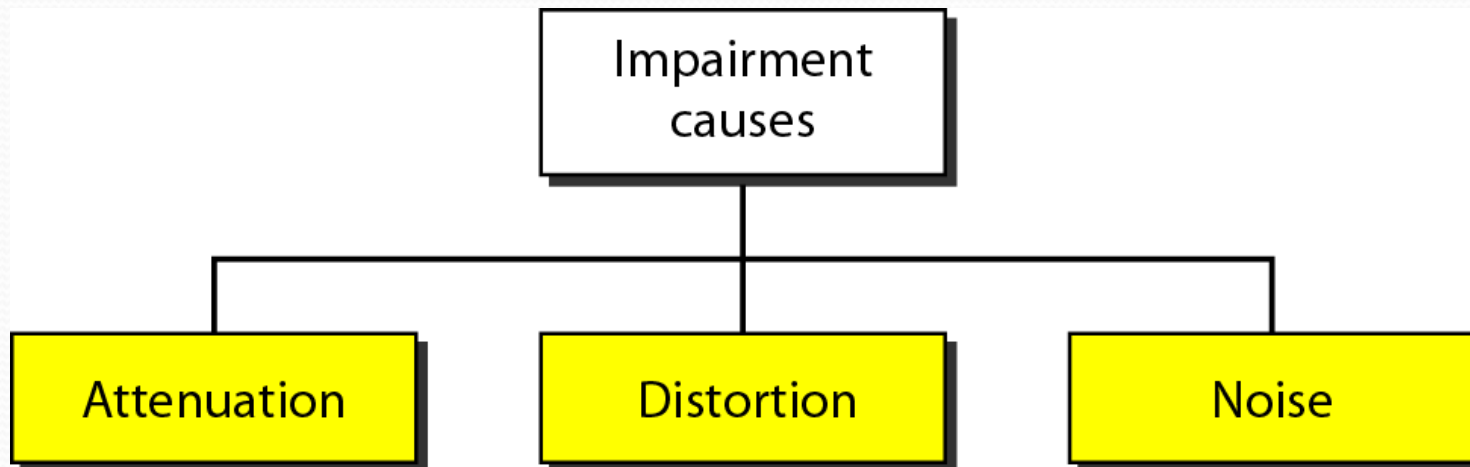 Impairment
causes
Attenuation
Distortion
Noise